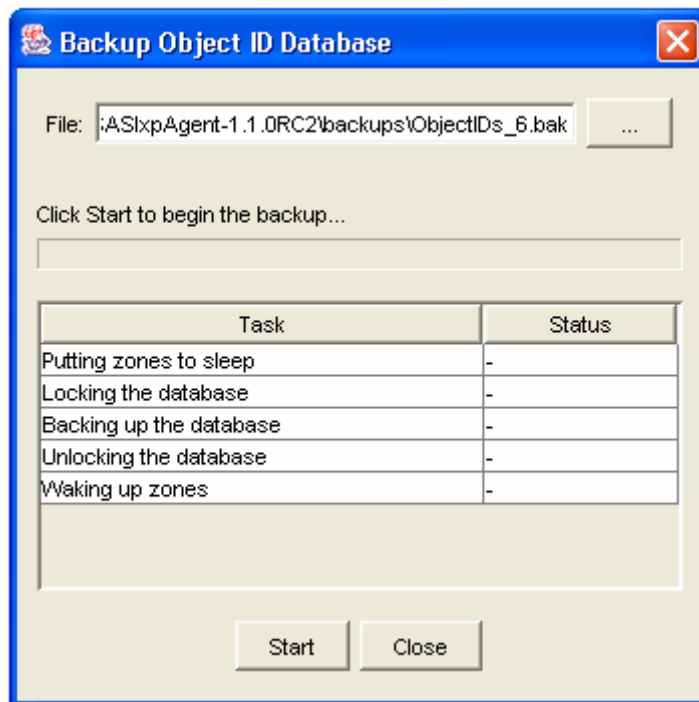 Backup Object ID Database
File: :ASIxpAgent-1.1.0RC2\backups\ObjectIDs_6.bak ...
Click Start to begin the backup...
Task Status
Putting zones to sleep -
Locking the database -
Backing up the database -
Unlocking the database -
Waking up zones -
Start Close